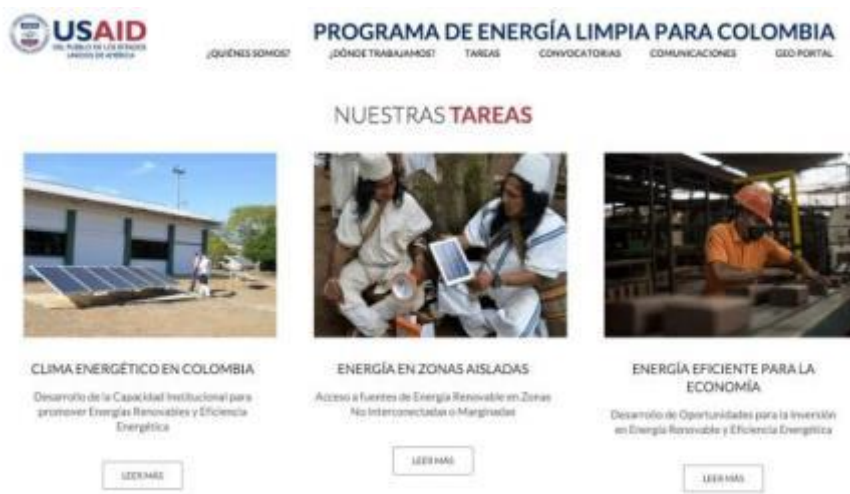 USAID
DEL PUEBLO DE LOS ESTADOS
UNIDOS DE AMÉRICA
PROGRAMA DE ENERGÍA LIMPIA PARA COLOMBIA
¿QUIÉNES SOMOS? ¿DÓNDE TRABAJAMOS? TAREAS CONVOCATORIAS COMUNICACIONES GEO PORTAL
NUESTRAS TAREAS
CLIMA ENERGÉTICO EN COLOMBIA
Desarrollo de la Capacidad Institucional para
promover Energías Renovables y Eficiencia
Energética
LEER MÁS
ENERGÍA EN ZONAS AISLADAS
Acceso a fuentes de Energía Renovable en Zonas
No Interconectadas o Marginadas
LEER MÁS
ENERGÍA EFICIENTE PARA LA
ECONOMÍA
Desarrollo de Oportunidades para la Inversión
en Energía Renovable y Eficiencia Energética
LEER MÁS